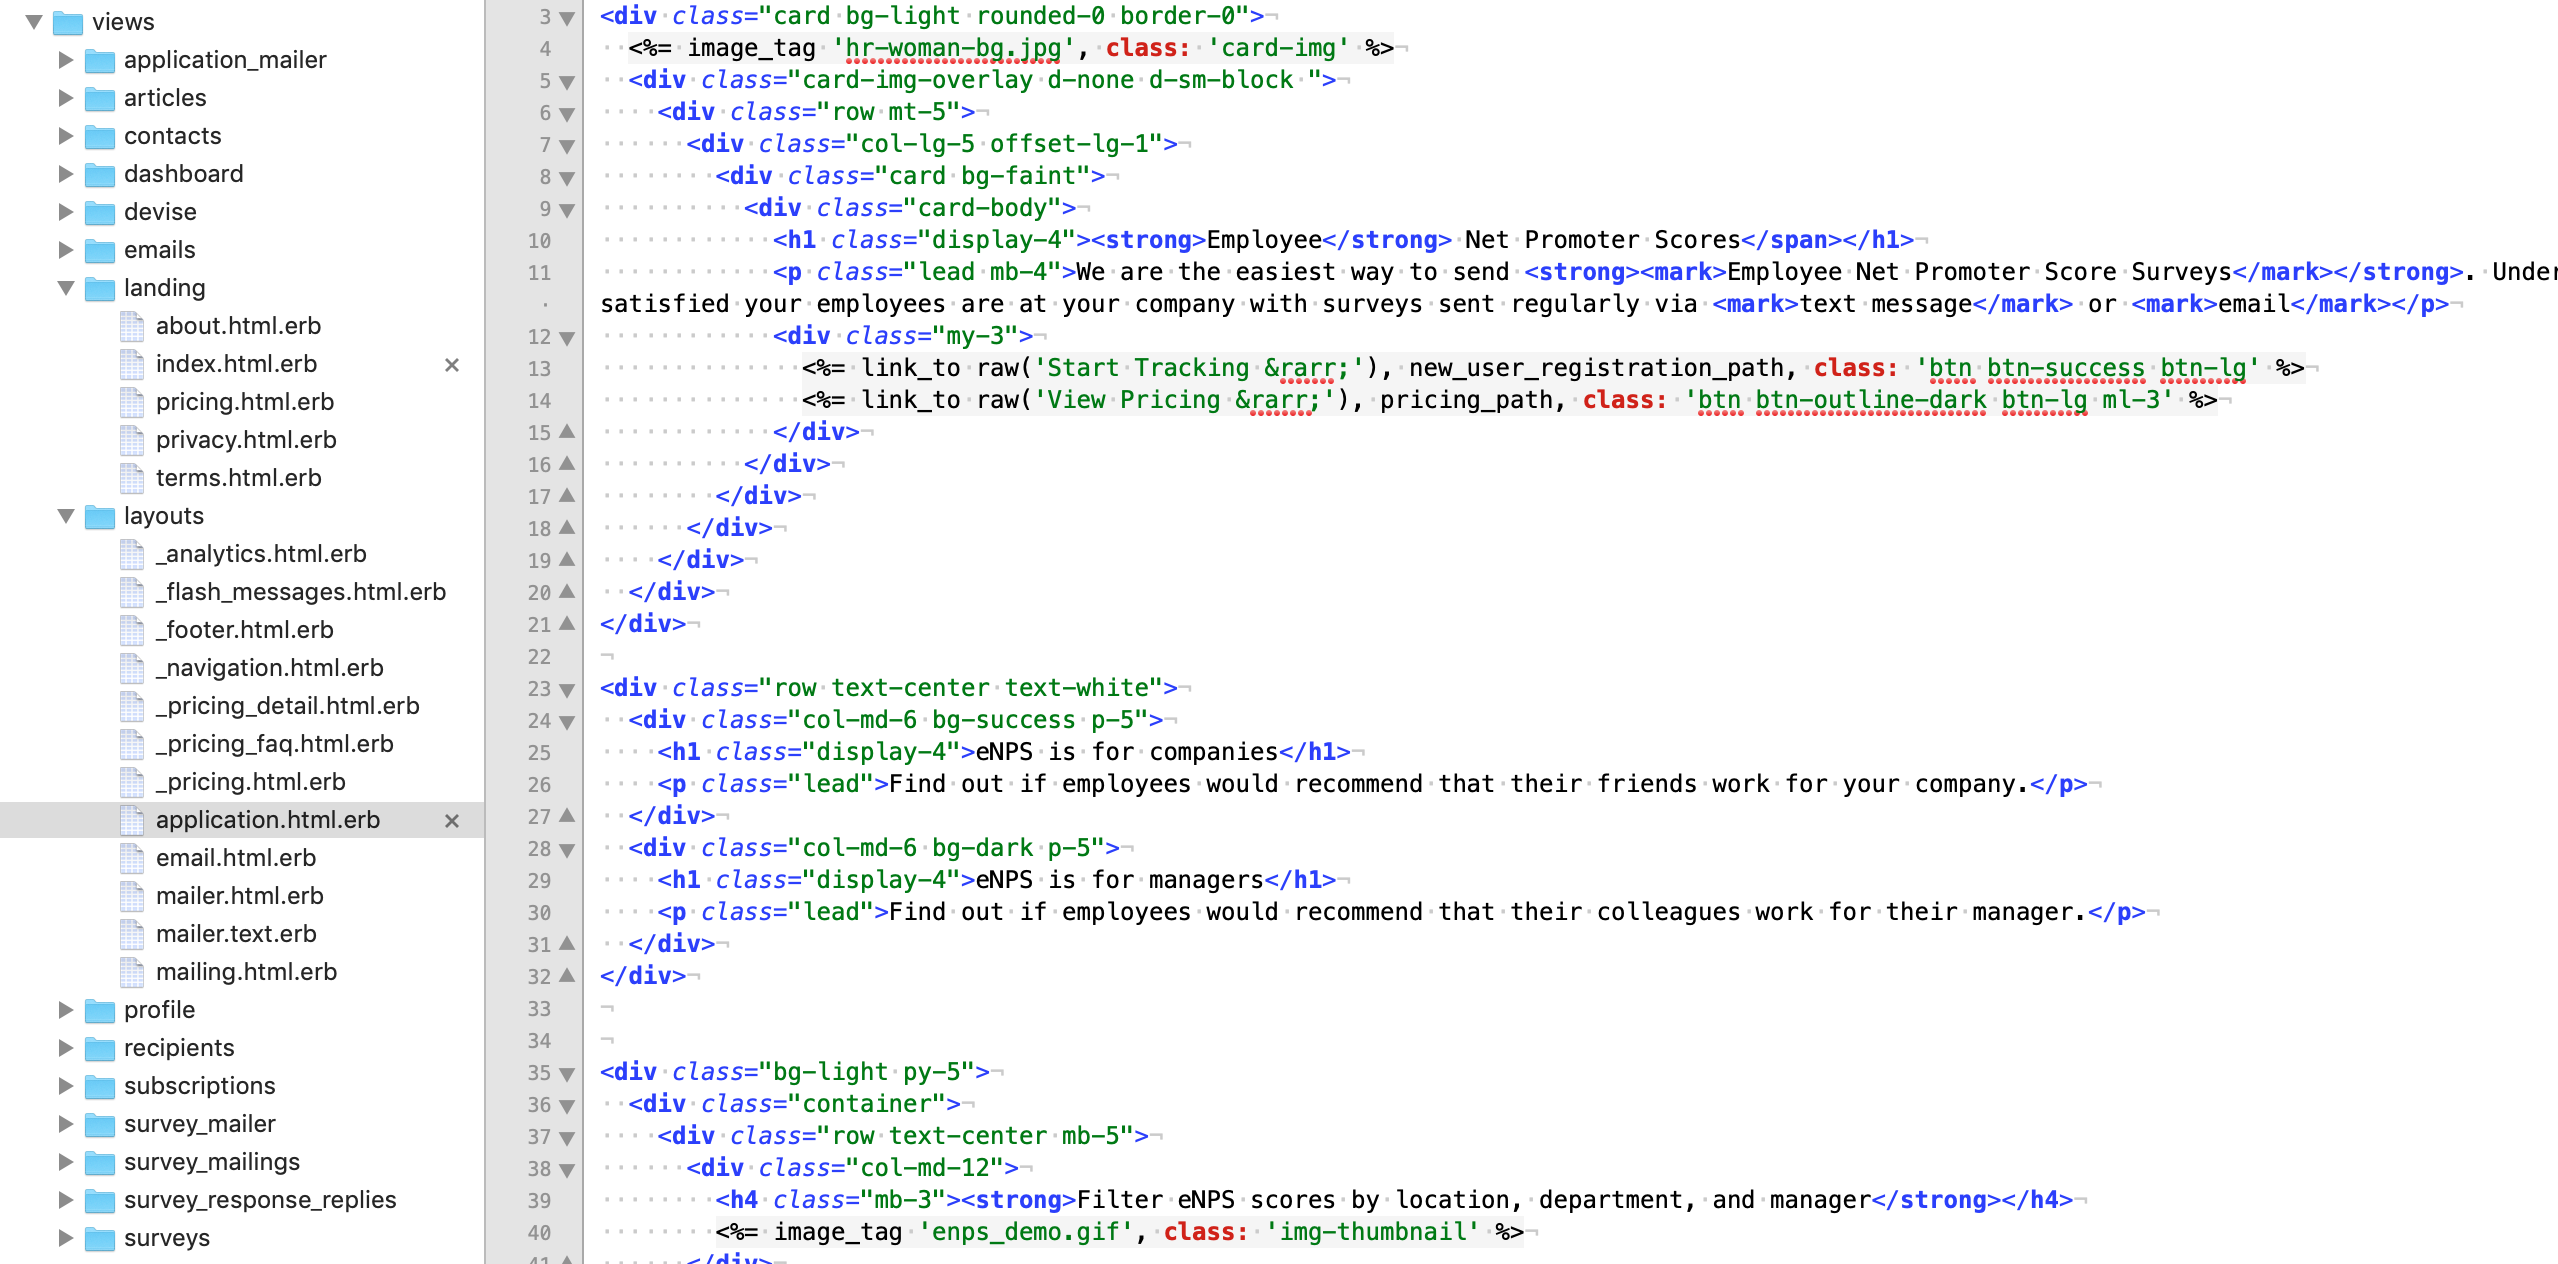 views
application_mailer
articles
contacts
dashboard
devise
emails
landing
about.html.erb
index.html.erb
pricing.html.erb
privacy.html.erb
terms.html.erb
layouts
_analytics.html.erb
_flash_messages.html.erb
_footer.html.erb
_navigation.html.erb
_pricing_detail.html.erb
_pricing_faq.html.erb
_pricing.html.erb
application.html.erb
email.html.erb
mailer.html.erb
mailer.text.erb
mailing.html.erb
profile
recipients
subscriptions
survey_mailer
survey_mailings
survey_response_replies
surveys
3 <div class="card bg-light rounded-0 border-0">
4 <%= image_tag 'hr-woman-bg.jpg', class: 'card-img' %>
5 <div class="card-img-overlay d-none d-sm-block ">
6 <div class="row mt-5">
7 <div class="col-lg-5 offset-lg-1">
8 <div class="card bg-faint">
9 <div class="card-body">
10 <h1 class="display-4"><strong>Employee</strong> Net Promoter Scores</span></h1>
11 <p class="lead mb-4">We are the easiest way to send <strong><mark>Employee Net Promoter Score Surveys</mark></strong>. Under
satisfied your employees are at your company with surveys sent regularly via <mark>text message</mark> or <mark>email</mark></p>
12 <div class="my-3">
13 <%= link_to raw('Start Tracking &rarr;'), new_user_registration_path, class: 'btn btn-success btn-lg' %>
14 <%= link_to raw('View Pricing &rarr;'), pricing_path, class: 'btn btn-outline-dark btn-lg ml-3' %>
15 </div>
16 </div>
17 </div>
18 </div>
19 </div>
20 </div>
21 </div>
22
23 <div class="row text-center text-white">
24 <div class="col-md-6 bg-success p-5">
25 <h1 class="display-4">eNPS is for companies</h1>
26 <p class="lead">Find out if employees would recommend that their friends work for your company.</p>
27 </div>
28 <div class="col-md-6 bg-dark p-5">
29 <h1 class="display-4">eNPS is for managers</h1>
30 <p class="lead">Find out if employees would recommend that their colleagues work for their manager.</p>
31 </div>
32 </div>
33
34
35 <div class="bg-light py-5">
36 <div class="container">
37 <div class="row text-center mb-5">
38 <div class="col-md-12">
39 <h4 class="mb-3"><strong>Filter eNPS scores by location, department, and manager</strong></h4>
40 <%= image_tag 'enps_demo.gif', class: 'img-thumbnail' %>
41 </div>